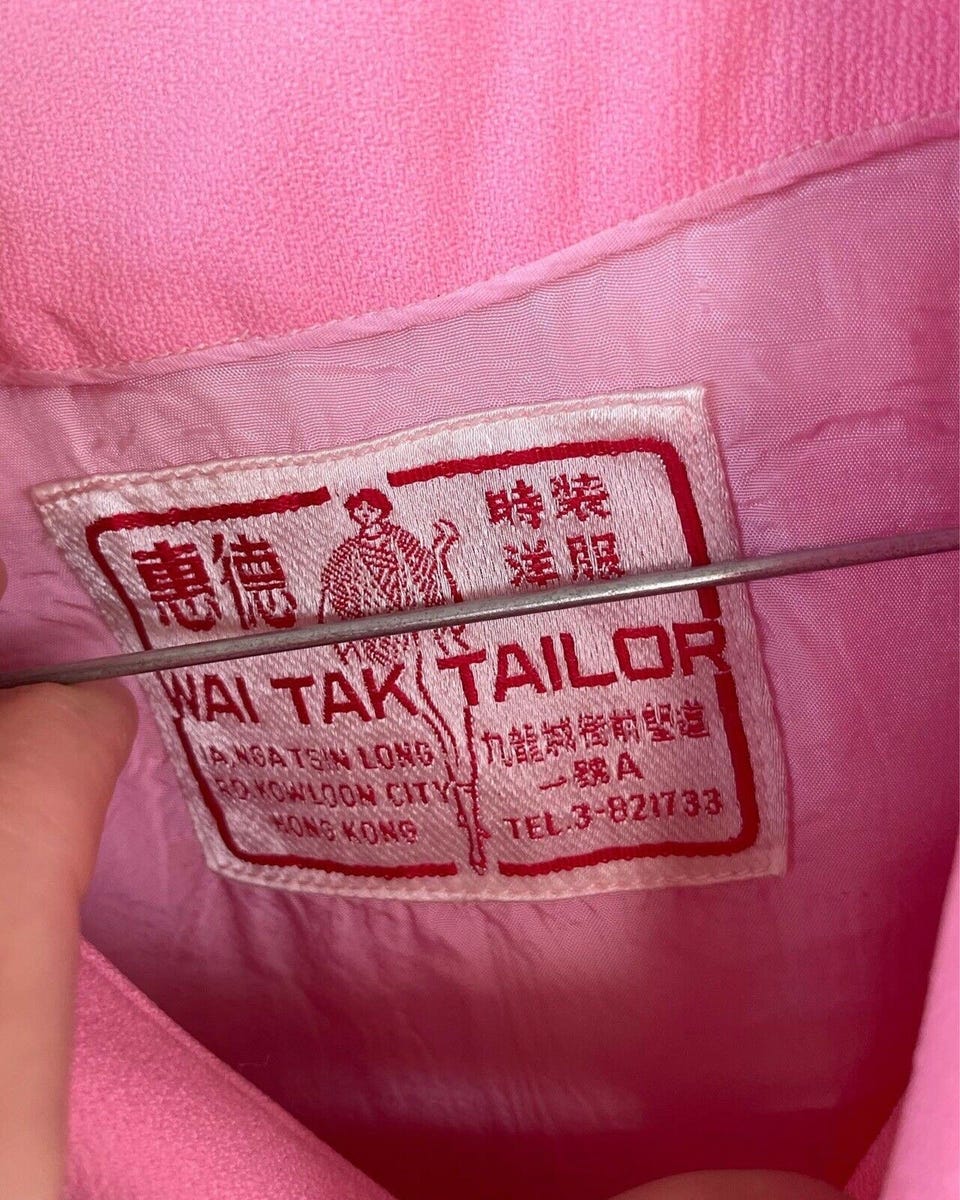 惠德
時裝
洋服
WAI TAK TAILOR
1A, NGA TSIN LONG
RD. KOWLOON CITY
HONG KONG
九龍城衙前塱道
一號A
TEL.3-821733